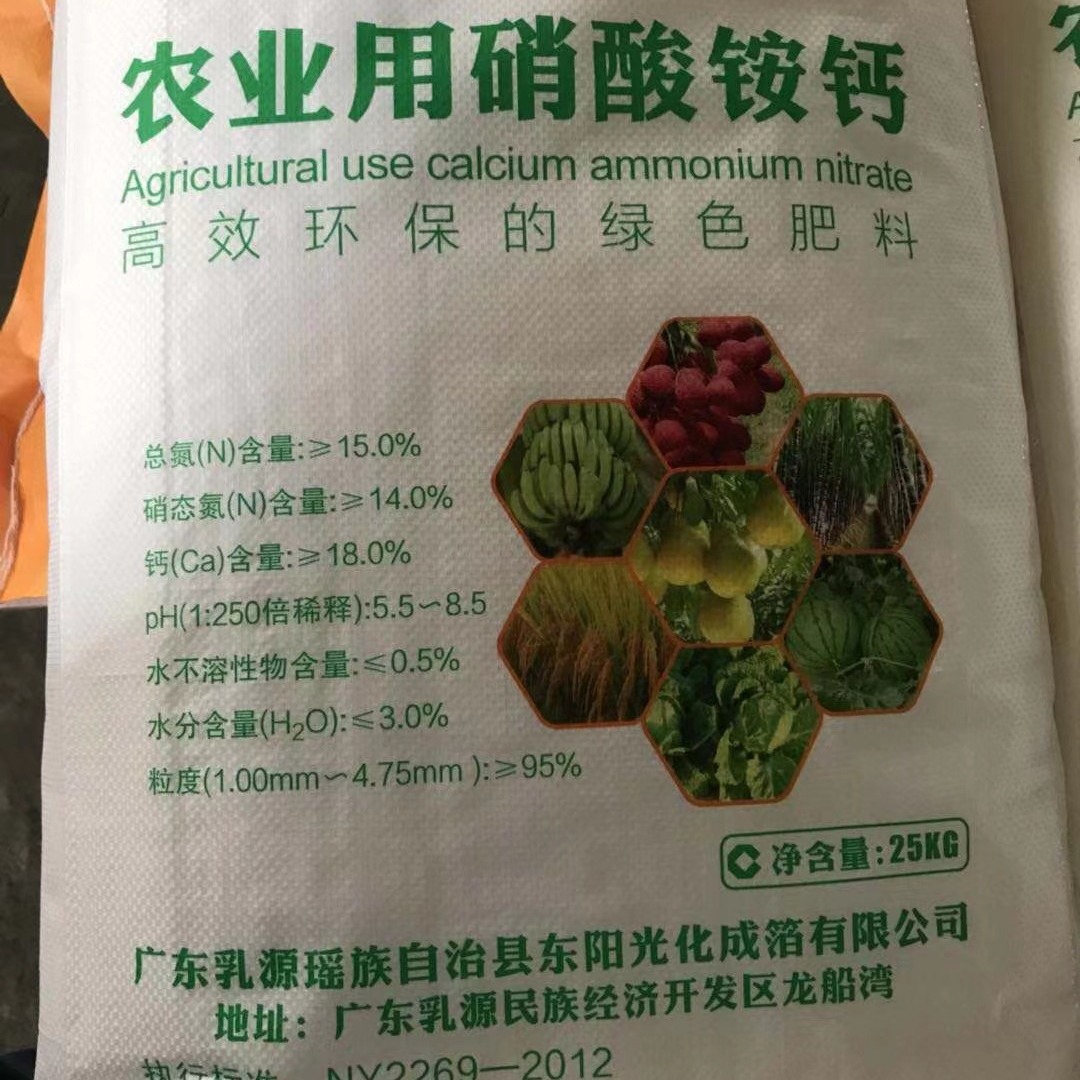 农业用硝酸铵钙
Agricultural use calcium ammonium nitrate
高效环保的绿色肥料
总氮(N)含量:≥15.0%
硝态氮(N)含量:≥14.0%
钙(Ca)含量:≥18.0%
pH(1:250倍稀释):5.5~8.5
水不溶性物含量:≤0.5%
水分含量(H₂O):≤3.0%
粒度(1.00mm~4.75mm ):≥95%
净含量:25KG
广东乳源瑶族自治县东阳光化成箔有限公司
地址：广东乳源民族经济开发区龙船湾
执行标准 NY2269—2012